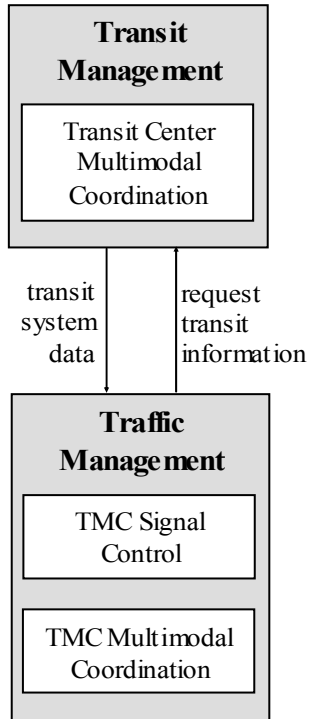 Transit
Management
Transit Center
Multimodal
Coordination
transit
system
data
request
transit
information
Traffic
Management
TMC Signal
Control
TMC Multimodal
Coordination